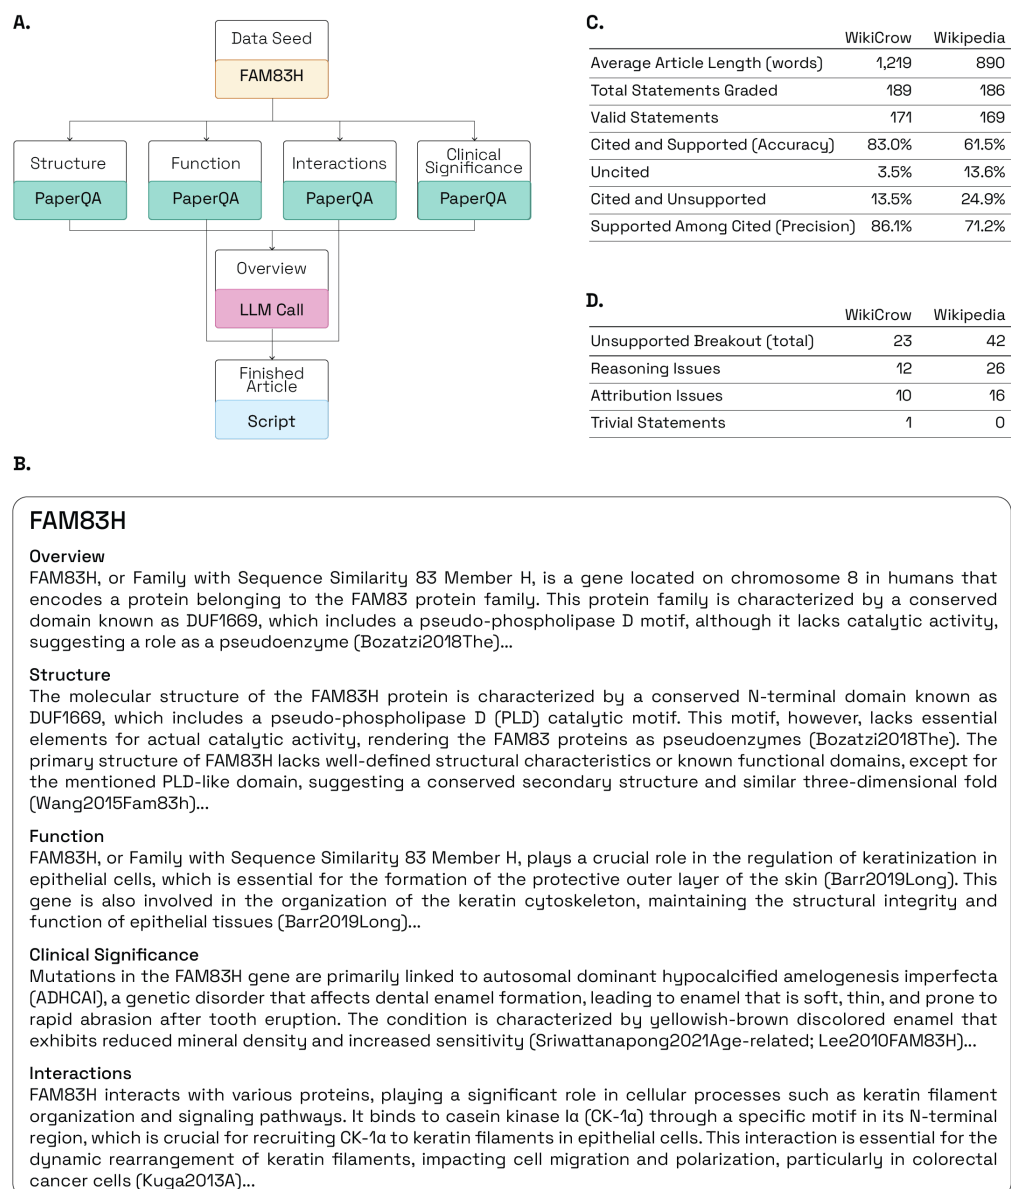 A.
Data Seed
FAM83H
Structure
PaperQA
Function
PaperQA
Interactions
PaperQA
Clinical
Significance
PaperQA
Overview
LLM Call
Finished
Article
Script
C.
WikiCrow Wikipedia
Average Article Length (words) 1,219 890
Total Statements Graded 189 186
Valid Statements 171 169
Cited and Supported (Accuracy) 83.0% 61.5%
Uncited 3.5% 13.6%
Cited and Unsupported 13.5% 24.9%
Supported Among Cited (Precision) 86.1% 71.2%
D.
WikiCrow Wikipedia
Unsupported Breakout (total) 23 42
Reasoning Issues 12 26
Attribution Issues 10 16
Trivial Statements 1 0
B.
FAM83H
Overview
FAM83H, or Family with Sequence Similarity 83 Member H, is a gene located on chromosome 8 in humans that
encodes a protein belonging to the FAM83 protein family. This protein family is characterized by a conserved
domain known as DUF1669, which includes a pseudo-phospholipase D motif, although it lacks catalytic activity,
suggesting a role as a pseudoenzyme (Bozatzi2018The)...
Structure
The molecular structure of the FAM83H protein is characterized by a conserved N-terminal domain known as
DUF1669, which includes a pseudo-phospholipase D (PLD) catalytic motif. This motif, however, lacks essential
elements for actual catalytic activity, rendering the FAM83 proteins as pseudoenzymes (Bozatzi2018The). The
primary structure of FAM83H lacks well-defined structural characteristics or known functional domains, except for
the mentioned PLD-like domain, suggesting a conserved secondary structure and similar three-dimensional fold
(Wang2015Fam83h)...
Function
FAM83H, or Family with Sequence Similarity 83 Member H, plays a crucial role in the regulation of keratinization in
epithelial cells, which is essential for the formation of the protective outer layer of the skin (Barr2019Long). This
gene is also involved in the organization of the keratin cytoskeleton, maintaining the structural integrity and
function of epithelial tissues (Barr2019Long)...
Clinical Significance
Mutations in the FAM83H gene are primarily linked to autosomal dominant hypocalcified amelogenesis imperfecta
(ADHCAI), a genetic disorder that affects dental enamel formation, leading to enamel that is soft, thin, and prone to
rapid abrasion after tooth eruption. The condition is characterized by yellowish-brown discolored enamel that
exhibits reduced mineral density and increased sensitivity (Sriwattanapong2021Age-related; Lee2010FAM83H)...
Interactions
FAM83H interacts with various proteins, playing a significant role in cellular processes such as keratin filament
organization and signaling pathways. It binds to casein kinase Iα (CK-1α) through a specific motif in its N-terminal
region, which is crucial for recruiting CK-1α to keratin filaments in epithelial cells. This interaction is essential for the
dynamic rearrangement of keratin filaments, impacting cell migration and polarization, particularly in colorectal
cancer cells (Kuga2013A)...